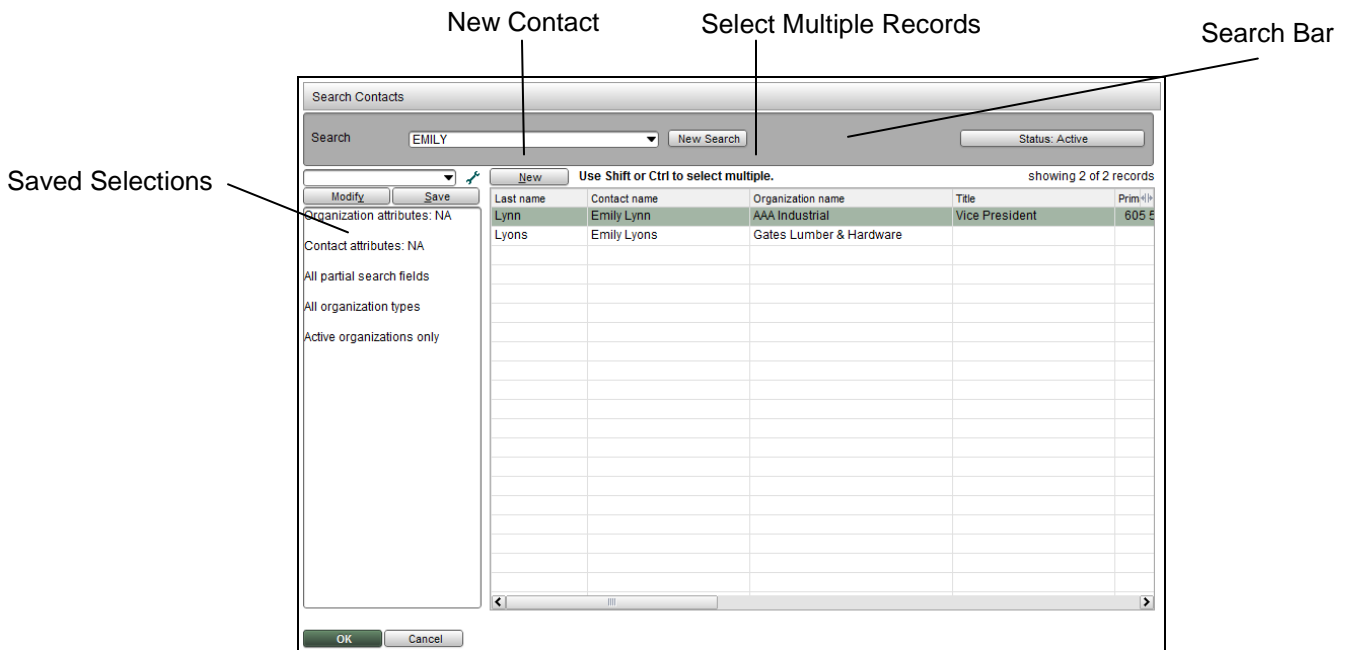 New Contact
Select Multiple Records
Search Bar
Saved Selections
Search Contacts
Search EMILY New Search Status: Active
New Use Shift or Ctrl to select multiple. showing 2 of 2 records
Modify Save
Last name Contact name Organization name Title Prim
Organization attributes: NA
Lynn Emily Lynn AAA Industrial Vice President 605 5
Lyons Emily Lyons Gates Lumber & Hardware
Contact attributes: NA
All partial search fields
All organization types
Active organizations only
OK Cancel